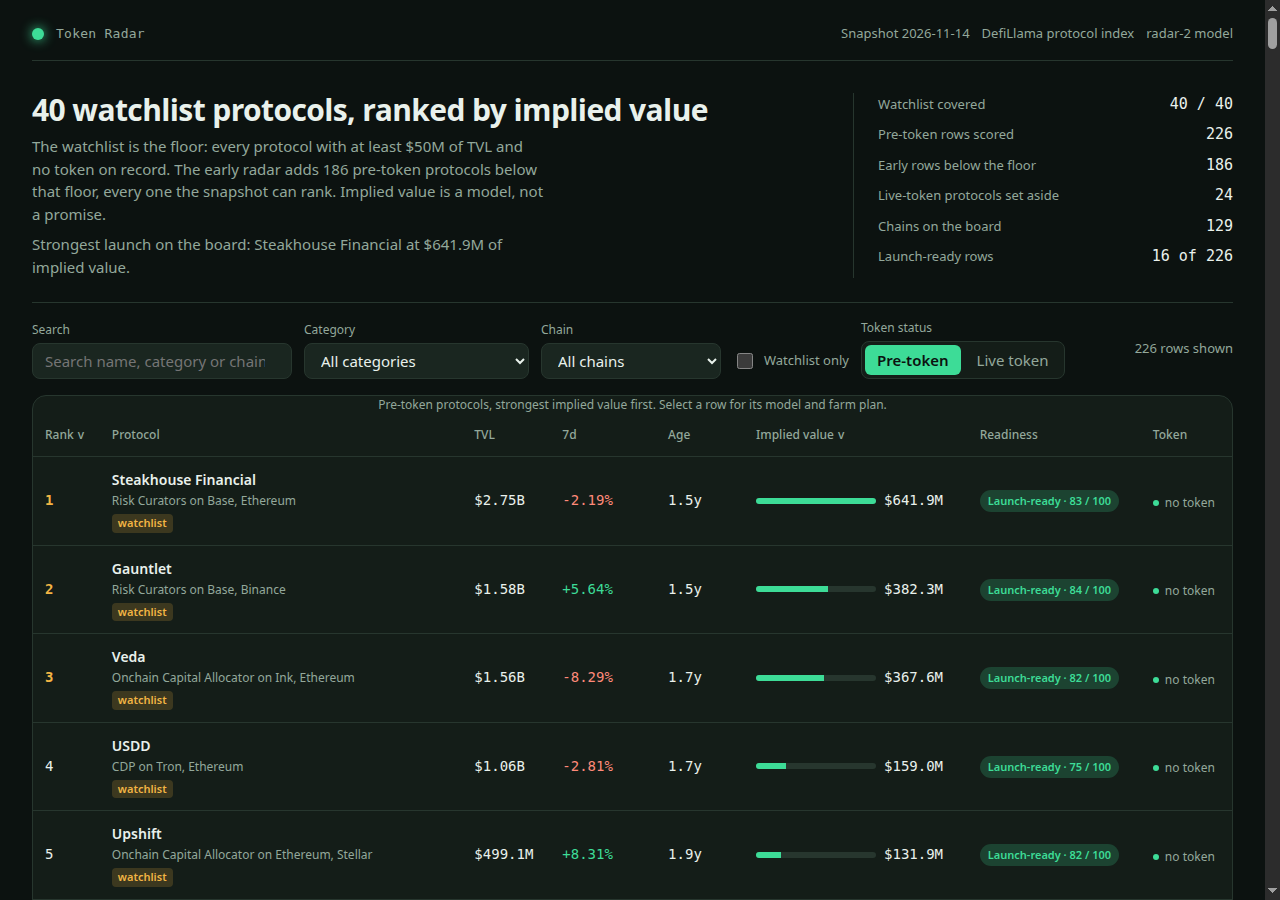 Token Radar
Snapshot 2026-11-14 DefiLlama protocol index radar-2 model
40 watchlist protocols, ranked by implied value
The watchlist is the floor: every protocol with at least $50M of TVL and
no token on record. The early radar adds 186 pre-token protocols below
that floor, every one the snapshot can rank. Implied value is a model, not
a promise.
Strongest launch on the board: Steakhouse Financial at $641.9M of
implied value.
Watchlist covered 40 / 40
Pre-token rows scored 226
Early rows below the floor 186
Live-token protocols set aside 24
Chains on the board 129
Launch-ready rows 16 of 226
Search Category Chain Token status
Search name, category or chain All categories All chains Watchlist only Pre-token Live token 226 rows shown
Pre-token protocols, strongest implied value first. Select a row for its model and farm plan.
Rank v Protocol TVL 7d Age Implied value v Readiness Token
Steakhouse Financial
1 Risk Curators on Base, Ethereum $2.75B -2.19% 1.5y $641.9M Launch-ready · 83 / 100 no token
watchlist
Gauntlet
2 Risk Curators on Base, Binance $1.58B +5.64% 1.5y $382.3M Launch-ready · 84 / 100 no token
watchlist
Veda
3 Onchain Capital Allocator on Ink, Ethereum $1.56B -8.29% 1.7y $367.6M Launch-ready · 82 / 100 no token
watchlist
USDD
4 CDP on Tron, Ethereum $1.06B -2.81% 1.7y $159.0M Launch-ready · 75 / 100 no token
watchlist
Upshift
5 Onchain Capital Allocator on Ethereum, Stellar $499.1M +8.31% 1.9y $131.9M Launch-ready · 82 / 100 no token
watchlist